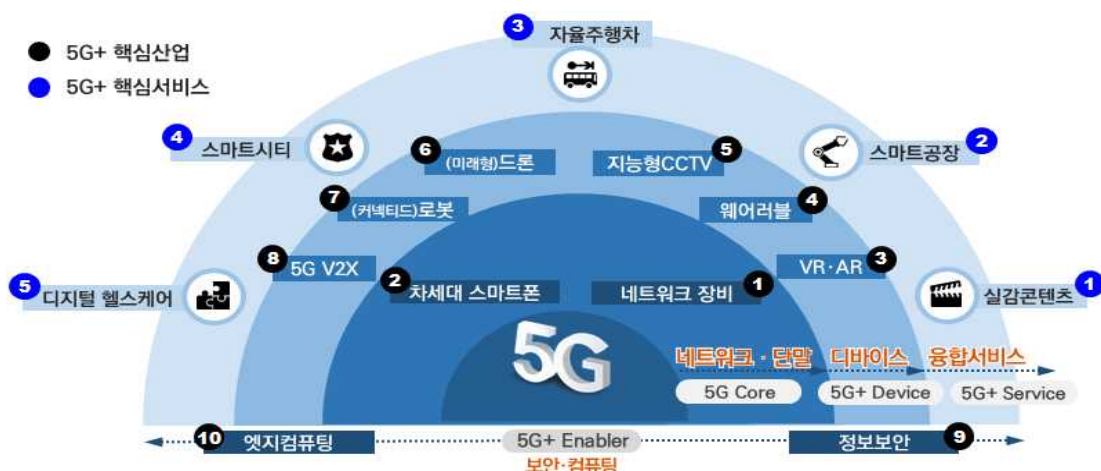 3 자율주행차
5G+ 핵심산업
5G+ 핵심서비스
4 스마트시티
2 스마트공장
6 (미래형)드론
5 지능형CCTV
7 (커넥티드)로봇
4 웨어러블
8 5G V2X
3 VR·AR
5 디지털 헬스케어
2 차세대 스마트폰
1 네트워크 장비
1 실감콘텐츠
5G
네트워크·단말 디바이스 융합서비스
5G Core 5G+ Device 5G+ Service
10 엣지컴퓨팅
5G+ Enabler
9 정보보안
보안·컴퓨팅